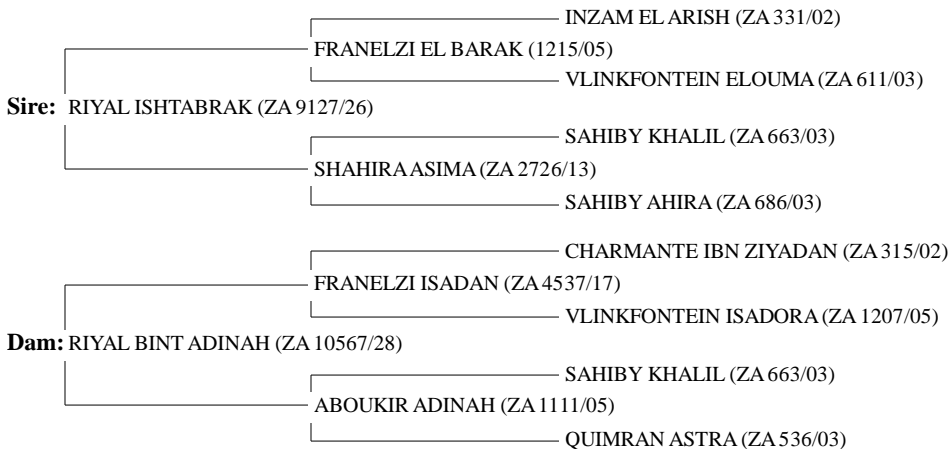 INZAM EL ARISH (ZA 331/02)
FRANELZI EL BARAK (1215/05)
VLINKFONTEIN ELOUMA (ZA 611/03)
Sire: RIYAL ISHTABRAK (ZA 9127/26)
SAHIBY KHALIL (ZA 663/03)
SHAHIRA ASIMA (ZA 2726/13)
SAHIBY AHIRA (ZA 686/03)
CHARMANTE IBN ZIYADAN (ZA 315/02)
FRANELZI ISADAN (ZA 4537/17)
VLINKFONTEIN ISADORA (ZA 1207/05)
Dam: RIYAL BINT ADINAH (ZA 10567/28)
SAHIBY KHALIL (ZA 663/03)
ABOUKIR ADINAH (ZA 1111/05)
QUIMRAN ASTRA (ZA 536/03)